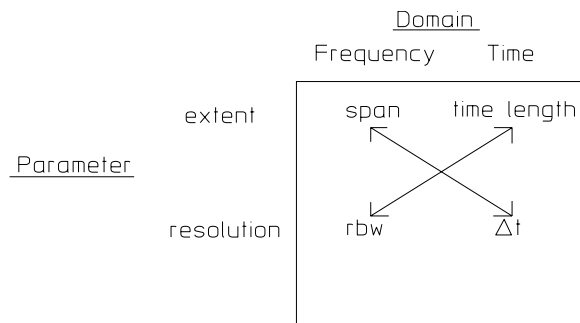 Domain
Frequency Time
extent span time length
Parameter
resolution rbw Δt